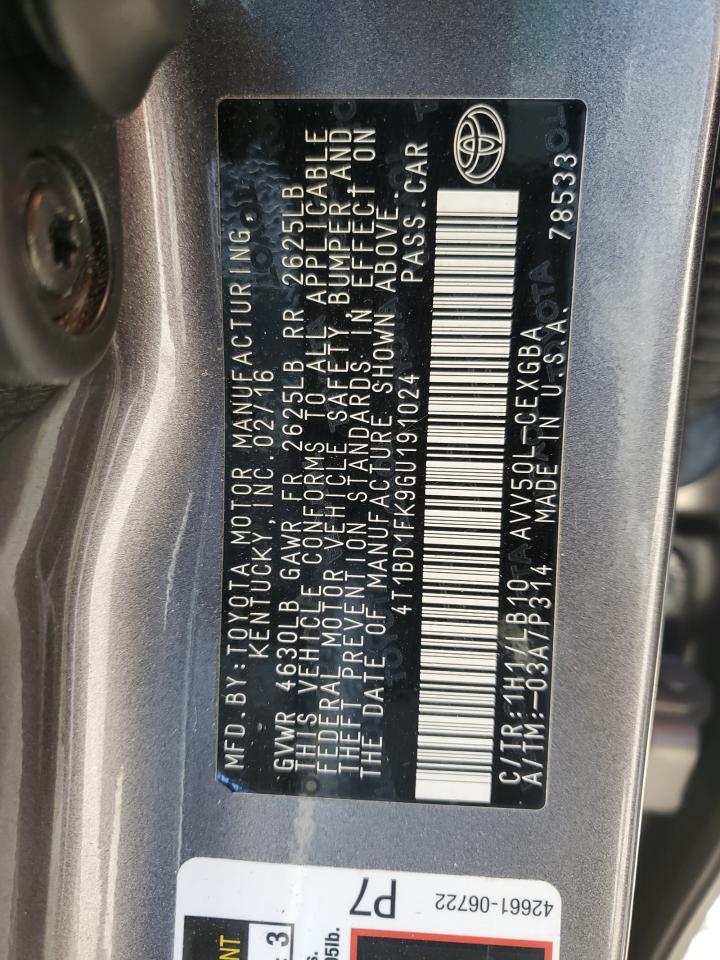 MFD. BY: TOYOTA MOTOR MANUFACTURING,
KENTUCKY, INC. 02/16
GVWR 4630LB GAWR FR 2625LB RR 2625LB
THIS VEHICLE CONFORMS TO ALL APPLICABLE
FEDERAL MOTOR VEHICLE SAFETY, BUMPER AND
THEFT PREVENTION STANDARDS IN EFFECT ON
THE DATE OF MANUFACTURE SHOWN ABOVE.
4T1BD1FK9GU191024 PASS.CAR
C/TR:1H1/LB10 AVV50L-CEXGBA
A/TM:-03A/P314 MADE IN U.S.A. 78533
P7
42661-06722